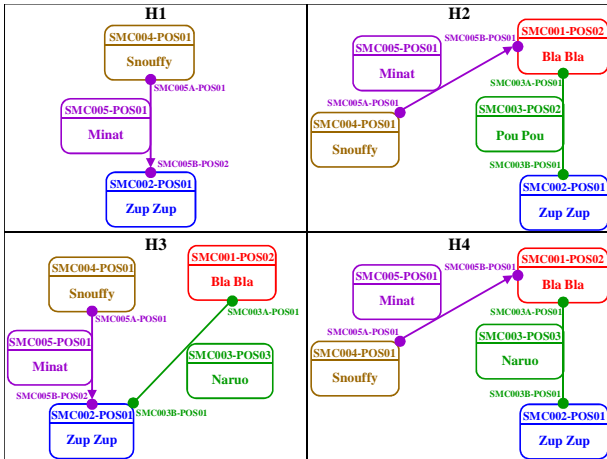 H1
SMC004-POS01
Snouffy
SMC005A-POS01
SMC005-POS01
Minat
SMC005B-POS02
SMC002-POS01
Zup Zup
H2
SMC005B-POS01
SMC001-POS02
Bla Bla
SMC005-POS01
Minat
SMC003A-POS01
SMC005A-POS01
SMC003-POS02
Pou Pou
SMC004-POS01
Snouffy
SMC003B-POS01
SMC002-POS01
Zup Zup
H3
SMC004-POS01
Snouffy
SMC001-POS02
Bla Bla
SMC005A-POS01
SMC003A-POS01
SMC005-POS01
Minat
SMC003-POS03
Naruo
SMC005B-POS02
SMC002-POS01
SMC003B-POS01
Zup Zup
H4
SMC005B-POS01
SMC001-POS02
Bla Bla
SMC005-POS01
Minat
SMC003A-POS01
SMC005A-POS01
SMC003-POS03
Naruo
SMC004-POS01
Snouffy
SMC003B-POS01
SMC002-POS01
Zup Zup